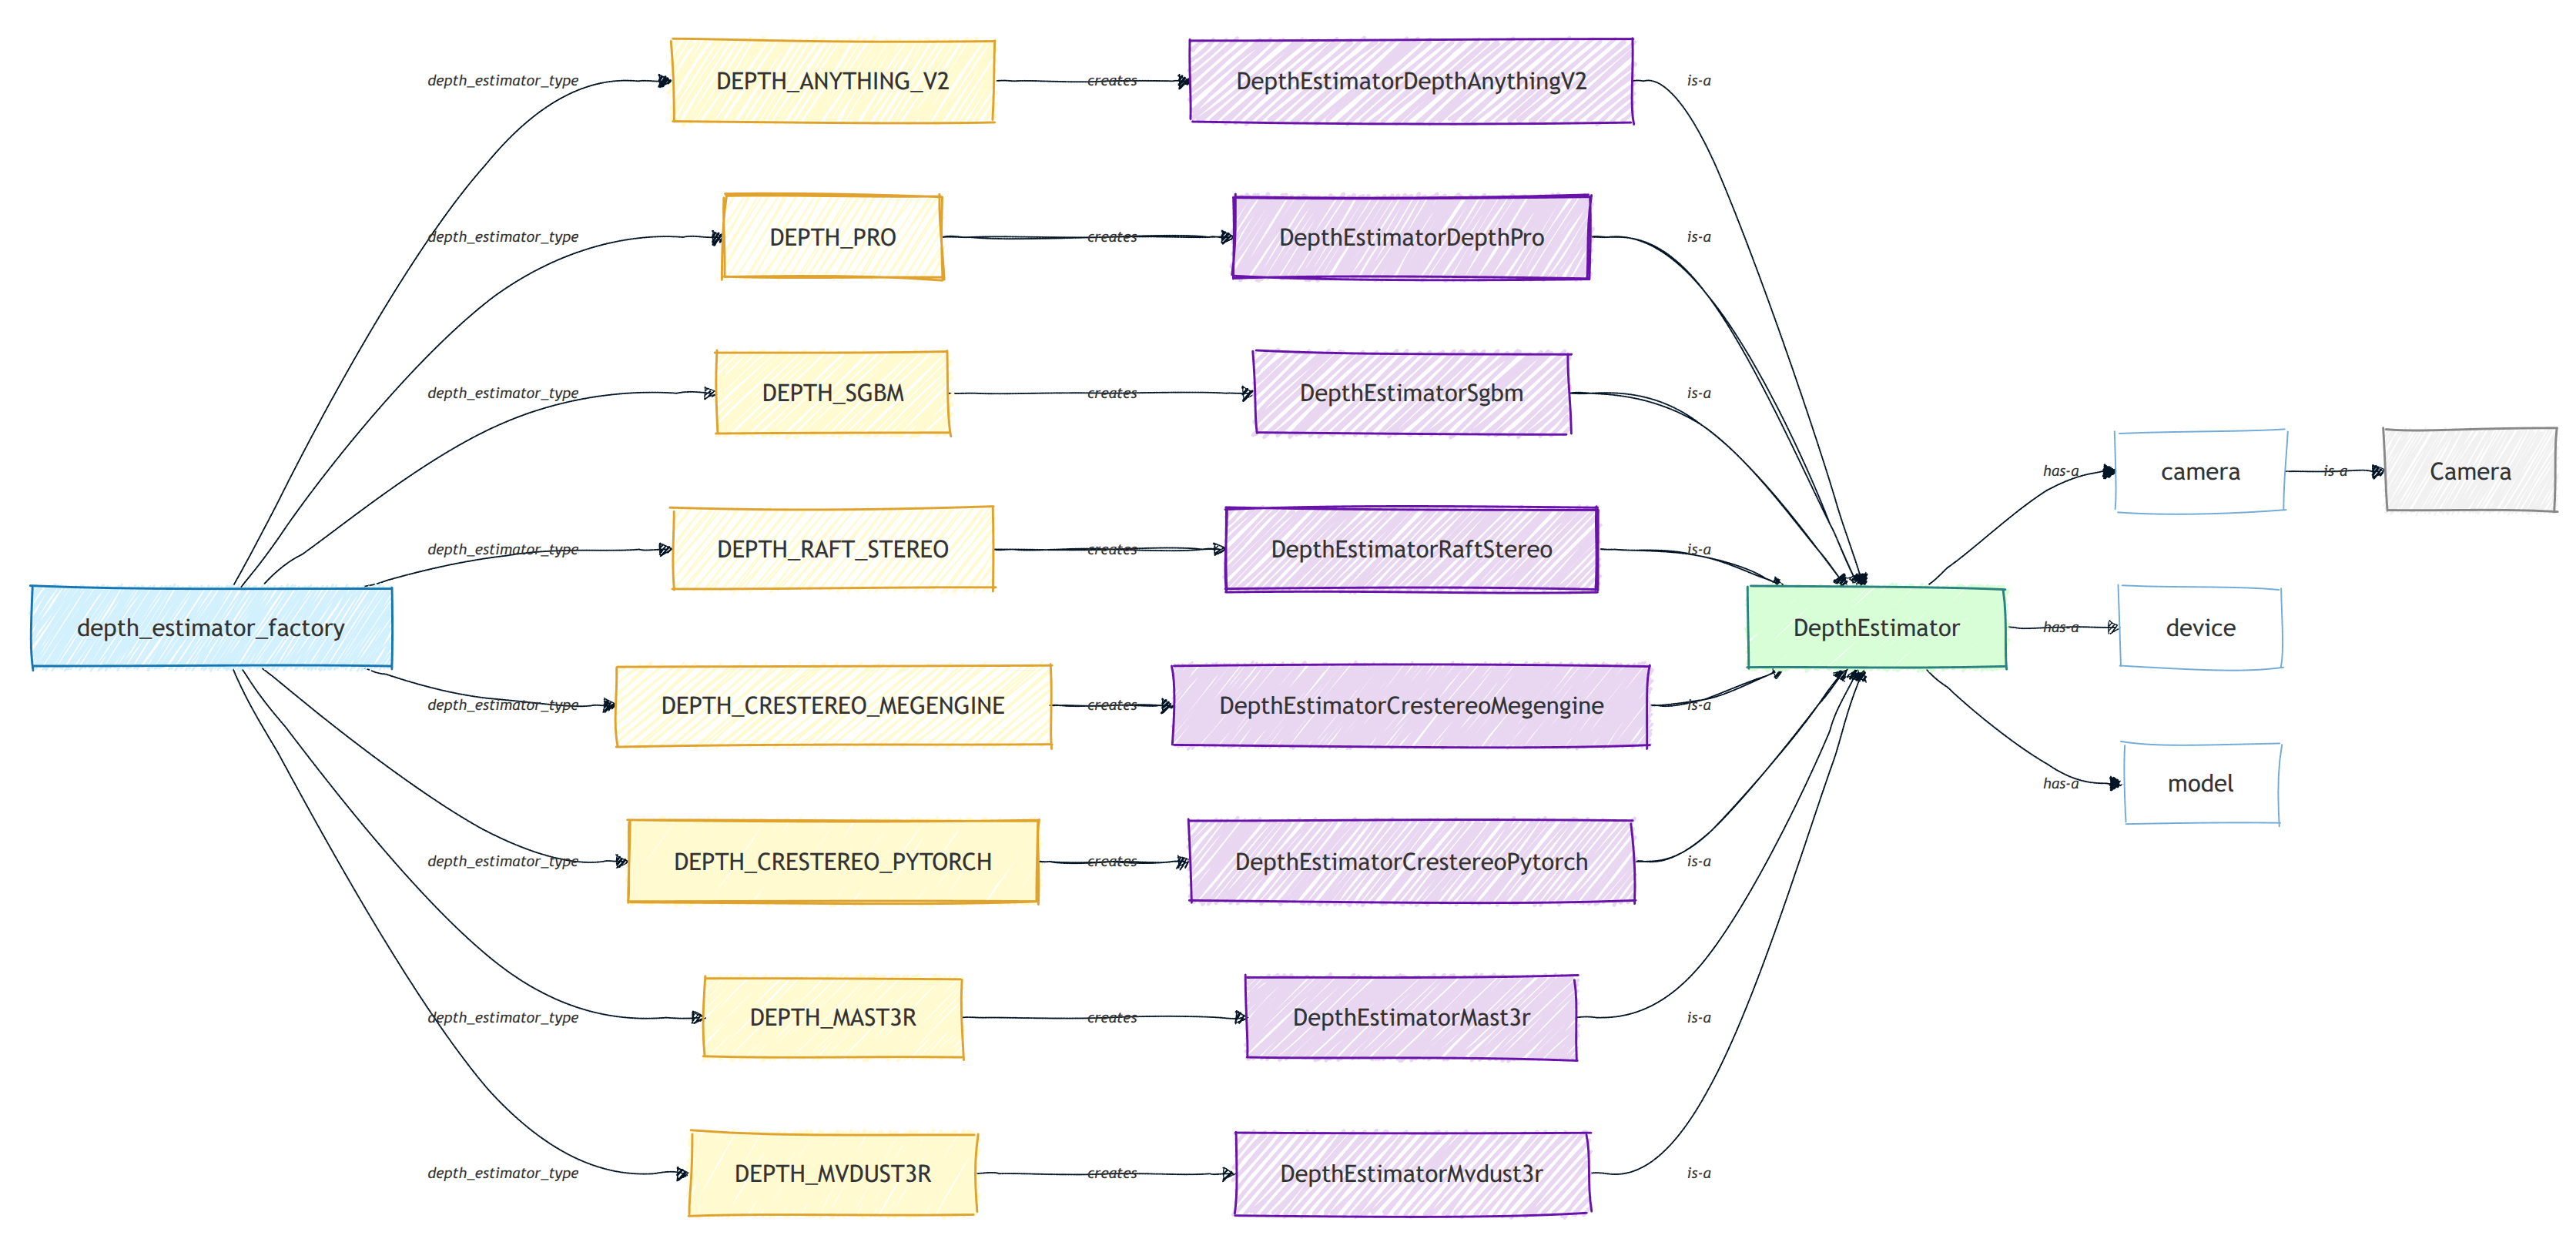 depth_estimator_type DEPTH_ANYTHING_V2 creates DepthEstimatorDepthAnythingV2 is-a
depth_estimator_type DEPTH_PRO creates DepthEstimatorDepthPro is-a
depth_estimator_type DEPTH_SGBM creates DepthEstimatorSgbm is-a
has-a camera is-a Camera
depth_estimator_type DEPTH_RAFT_STEREO creates DepthEstimatorRaftStereo is-a
depth_estimator_factory DepthEstimator has-a device
depth_estimator_type DEPTH_CRESTEREO_MEGENGINE creates DepthEstimatorCrestereoMegengine is-a
has-a model
depth_estimator_type DEPTH_CRESTEREO_PYTORCH creates DepthEstimatorCrestereoPytorch is-a
depth_estimator_type DEPTH_MAST3R creates DepthEstimatorMast3r is-a
depth_estimator_type DEPTH_MVDUST3R creates DepthEstimatorMvdust3r is-a